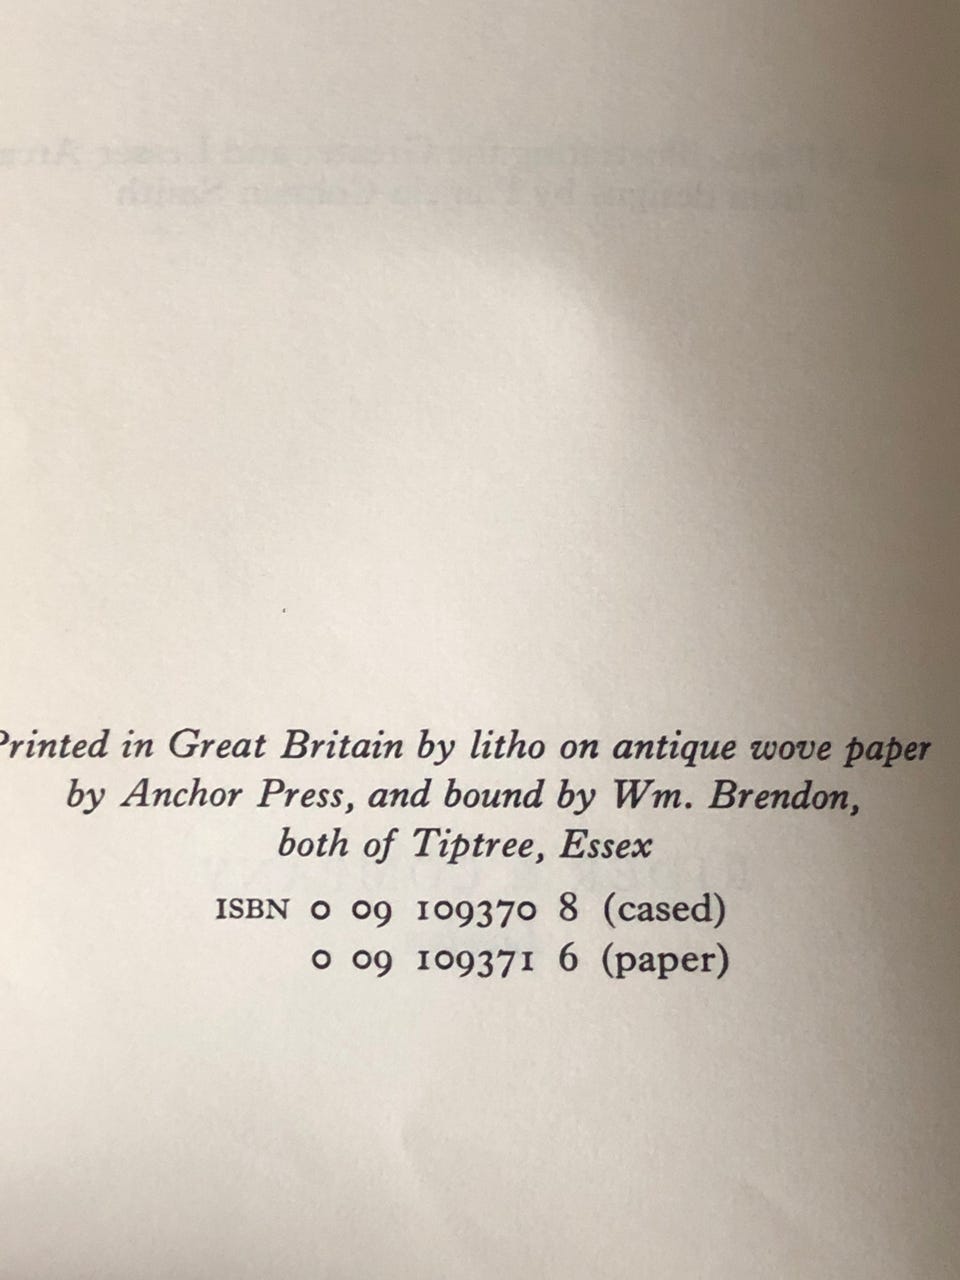 Printed in Great Britain by litho on antique wove paper
by Anchor Press, and bound by Wm. Brendon,
both of Tiptree, Essex
ISBN 0 09 109370 8 (cased)
0 09 109371 6 (paper)